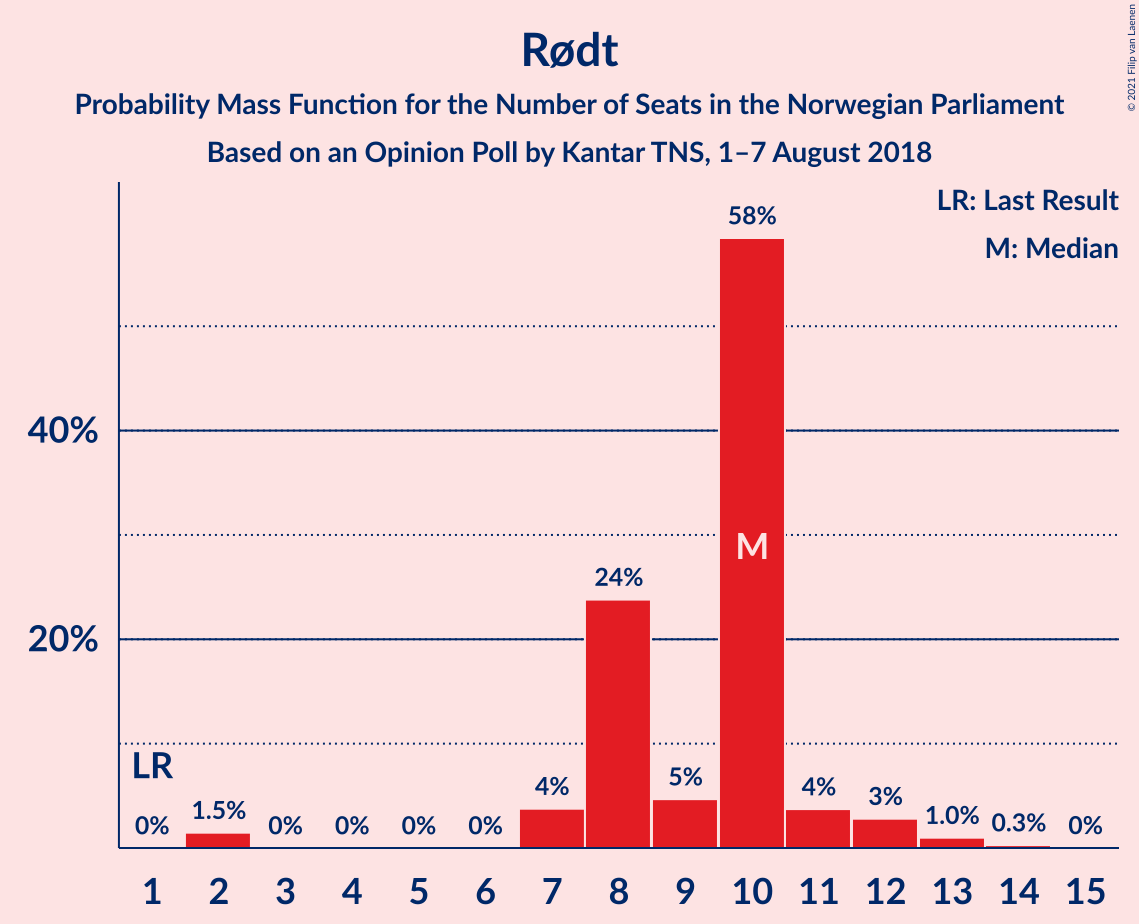 Rødt
Probability Mass Function for the Number of Seats in the Norwegian Parliament
Based on an Opinion Poll by Kantar TNS, 1–7 August 2018
© 2021 Filip van Laenen
LR: Last Result
M: Median
58%
40%
M
24%
20%
LR
0% 1.5% 0% 0% 0% 0% 4% 24% 5% 58% 4% 3% 1.0% 0.3% 0%
1 2 3 4 5 6 7 8 9 10 11 12 13 14 15